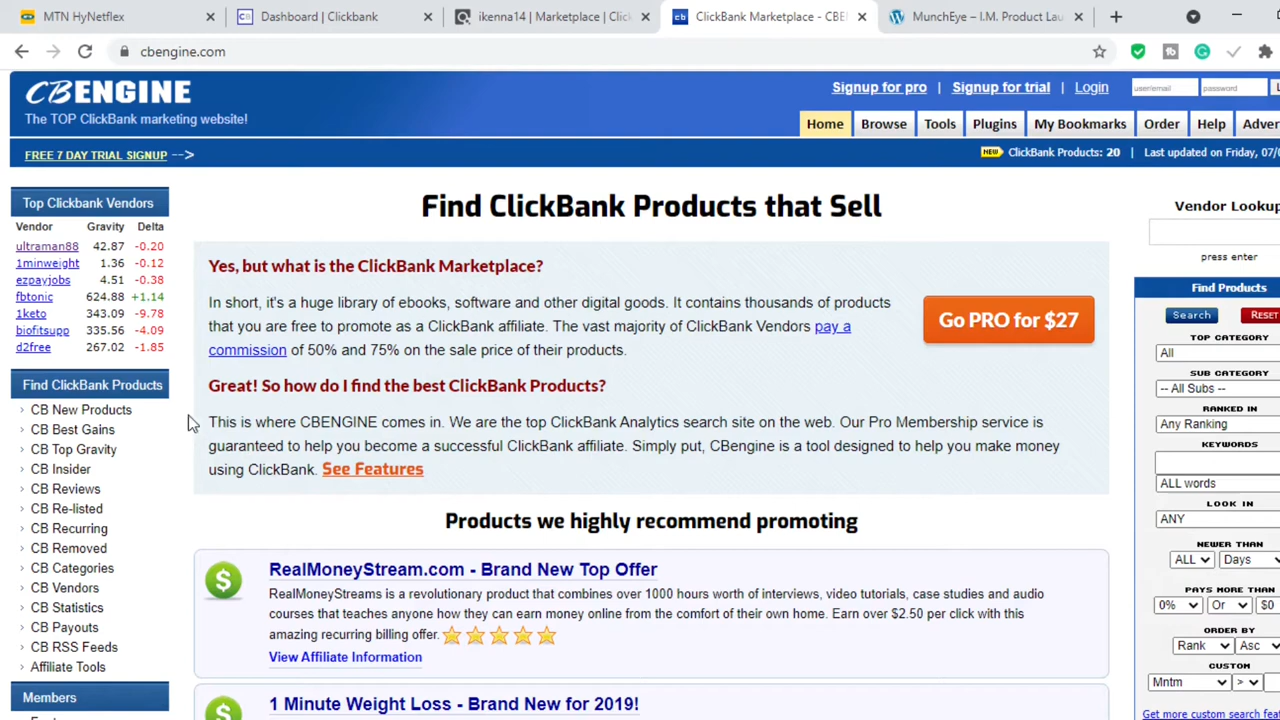 MTN HyNetflex
Dashboard | Clickbank
ikenna14 | Marketplace | Click
ClickBank Marketplace - CBE
MunchEye – I.M. Product Lau
cbengine.com
CBENGINE
The TOP ClickBank marketing website!
Signup for pro | Signup for trial | Login
user/email password
Home Browse Tools Plugins My Bookmarks Order Help Adver
FREE 7 DAY TRIAL SIGNUP -->
NEW ClickBank Products: 20 | Last updated on Friday, 07/0
Top Clickbank Vendors
Vendor Gravity Delta
ultraman88 42.87 -0.20
1minweight 1.36 -0.12
ezpayjobs 4.51 -0.38
fbtonic 624.88 +1.14
1keto 343.09 -9.78
biofitsupp 335.56 -4.09
d2free 267.02 -1.85
Find ClickBank Products
CB New Products
CB Best Gains
CB Top Gravity
CB Insider
CB Reviews
CB Re-listed
CB Recurring
CB Removed
CB Categories
CB Vendors
CB Statistics
CB Payouts
CB RSS Feeds
Affiliate Tools
Members
Find ClickBank Products that Sell
Yes, but what is the ClickBank Marketplace?
In short, it's a huge library of ebooks, software and other digital goods. It contains thousands of products
that you are free to promote as a ClickBank affiliate. The vast majority of ClickBank Vendors pay a
commission of 50% and 75% on the sale price of their products.
Go PRO for $27
Great! So how do I find the best ClickBank Products?
This is where CBENGINE comes in. We are the top ClickBank Analytics search site on the web. Our Pro Membership service is
guaranteed to help you become a successful ClickBank affiliate. Simply put, CBengine is a tool designed to help you make money
using ClickBank. See Features
Products we highly recommend promoting
RealMoneyStream.com - Brand New Top Offer
RealMoneyStreams is a revolutionary product that combines over 1000 hours worth of interviews, video tutorials, case studies and audio
courses that teaches anyone how they can earn money online from the comfort of their own home. Earn over $2.50 per click with this
amazing recurring billing offer.
View Affiliate Information
1 Minute Weight Loss - Brand New for 2019!
Vendor Lookup
press enter
Find Products
Search RESET
TOP CATEGORY
All
SUB CATEGORY
-- All Subs --
RANKED IN
Any Ranking
KEYWORDS
ALL words
LOOK IN
ANY
NEWER THAN
ALL Days
PAYS MORE THAN
0% Or $0
ORDER BY
Rank Asc
CUSTOM
Mntm >
Get more custom search feat